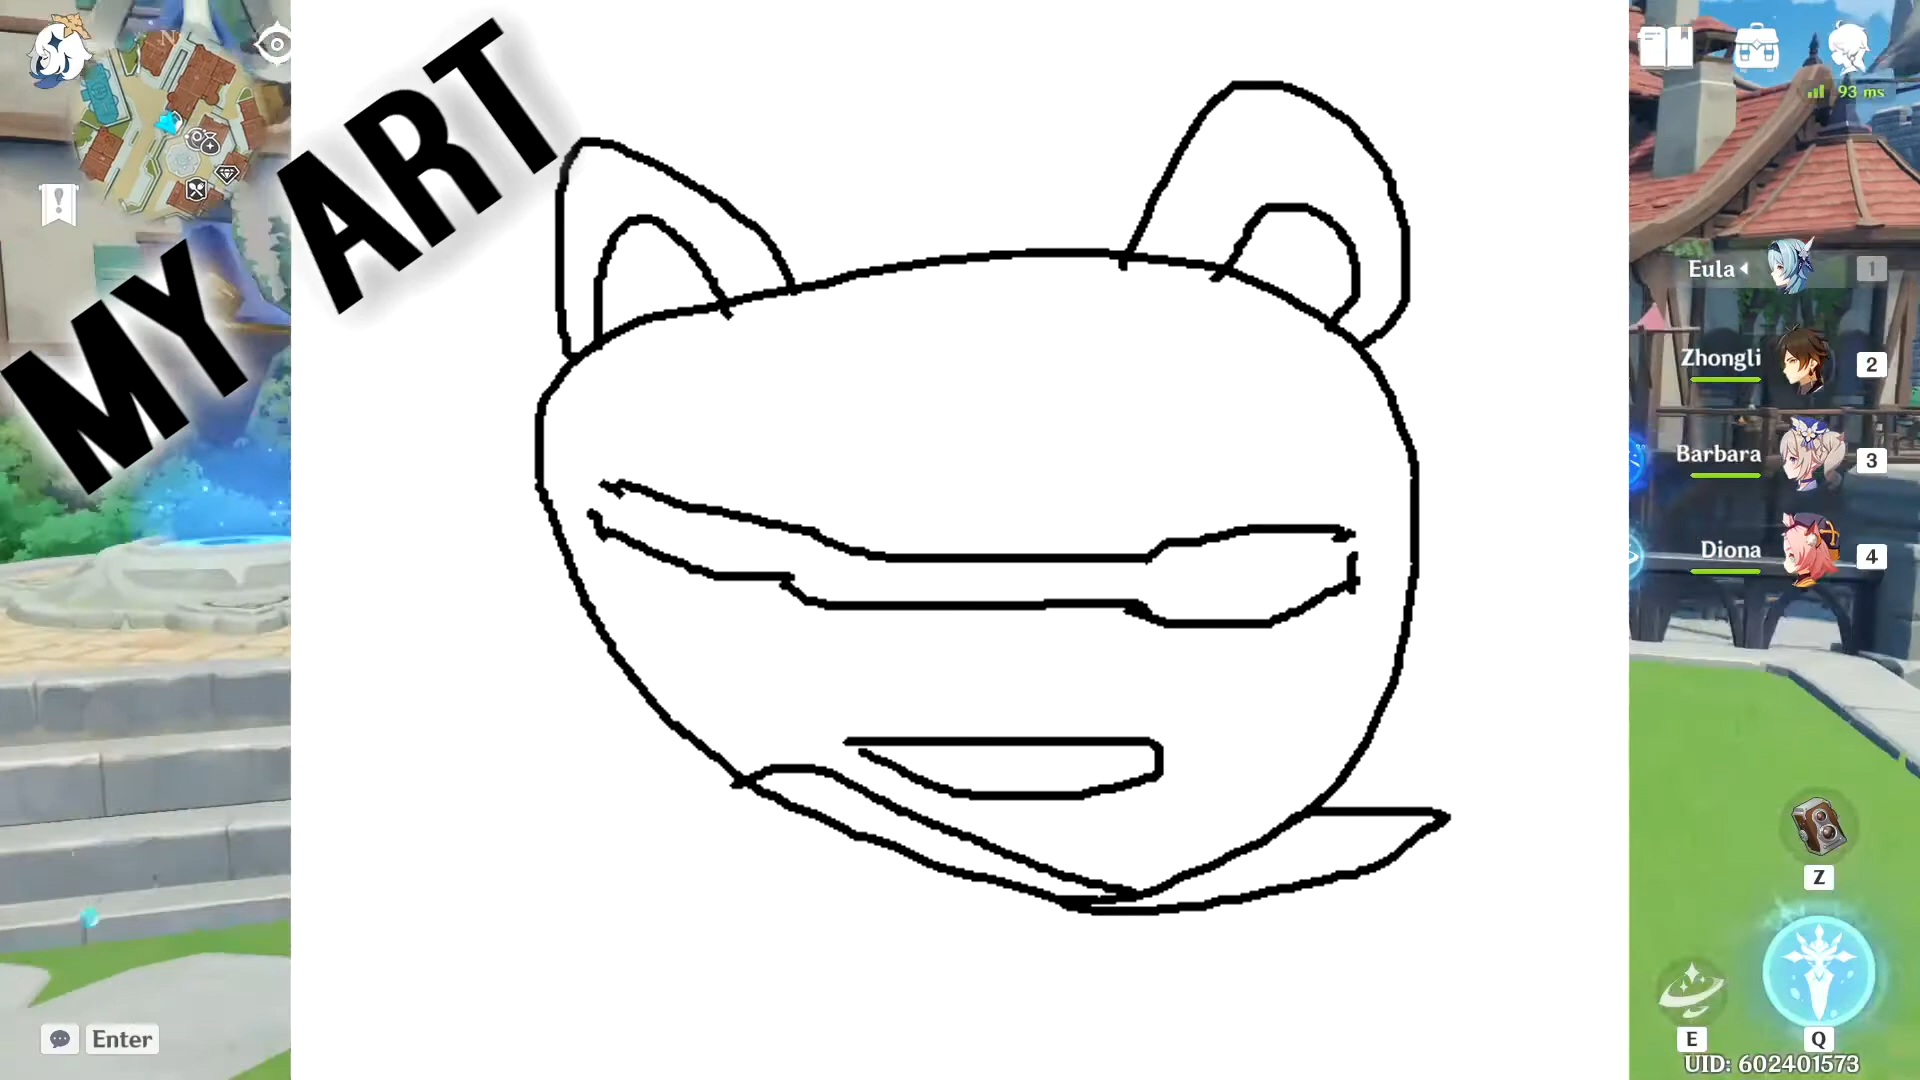 MY ART
N
93 ms
Eula
1
Zhongli
2
Barbara
3
Diona
4
Z
E
Q
Enter
UID: 602401573